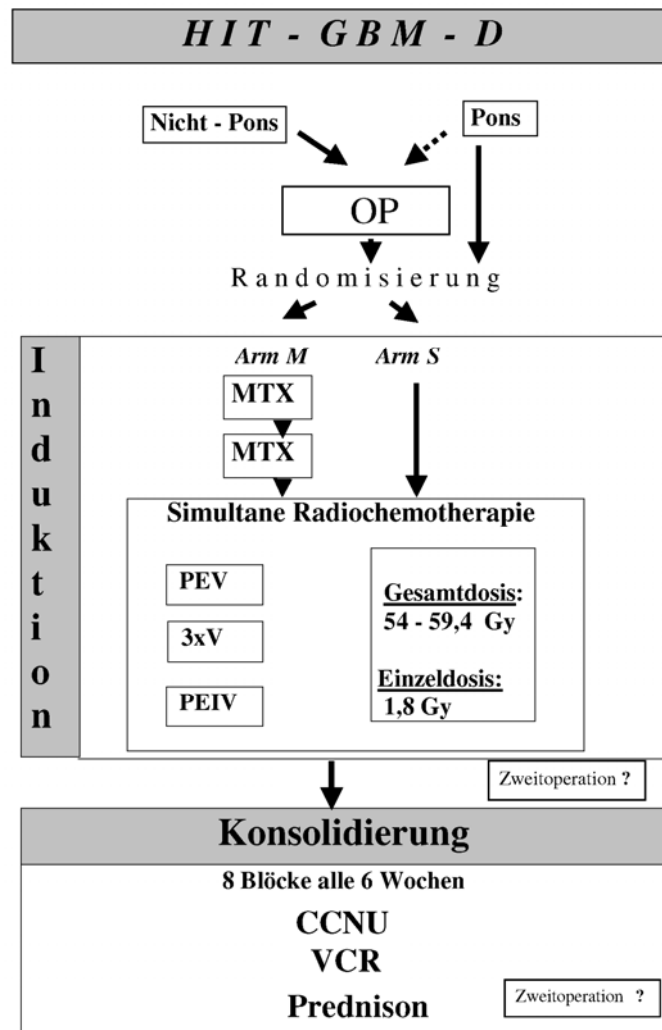 HIT - GBM - D
Nicht - Pons
Pons
OP
Randomisierung
Induktion
Arm M
Arm S
MTX
MTX
Simultane Radiochemotherapie
PEV
3xV
PEIV
Gesamtdosis:
54 - 59,4 Gy
Einzeldosis:
1,8 Gy
Zweitoperation ?
Konsolidierung
8 Blöcke alle 6 Wochen
CCNU
VCR
Prednison
Zweitoperation ?